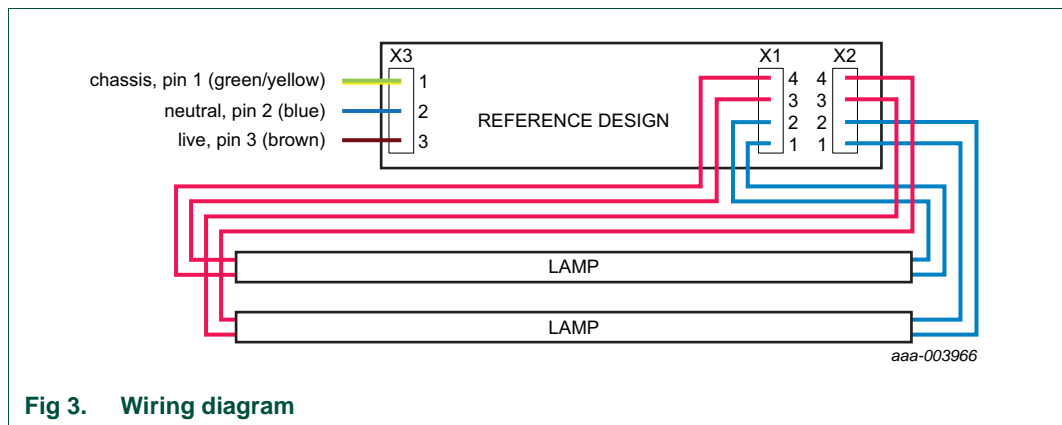 X3 X1 X2
chassis, pin 1 (green/yellow) 1 4 4
3 3
neutral, pin 2 (blue) 2 REFERENCE DESIGN 2 2
live, pin 3 (brown) 3 1 1
LAMP
LAMP
aaa-003966
Fig 3. Wiring diagram